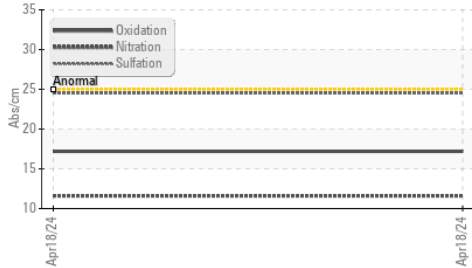 35
30
25
20
15
10
Abs/cm
Oxidation
Nitration
Sulfation
Anormal
Apr18/24
Apr18/24